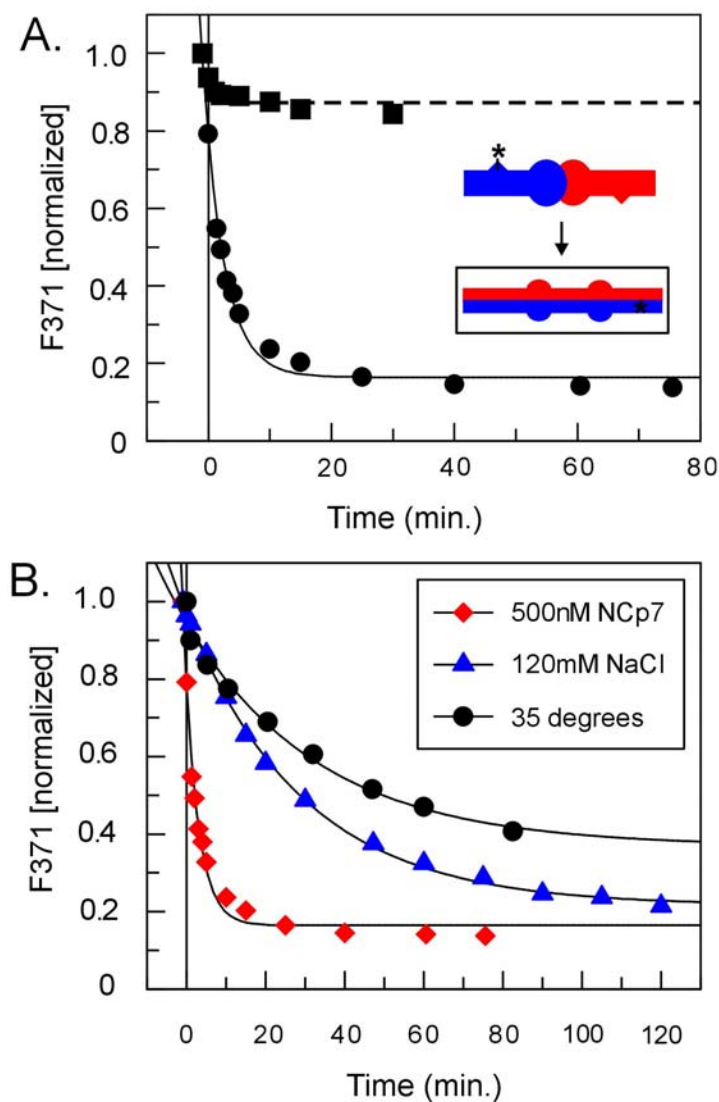 A.
1.0
0.8
0.6
0.4
0.2
0
F371 [normalized]
*
*
0 20 40 60 80
Time (min.)
B.
1.0
0.8
0.6
0.4
0.2
0
F371 [normalized]
500nM NCp7
120mM NaCl
35 degrees
0 20 40 60 80 100 120
Time (min.)